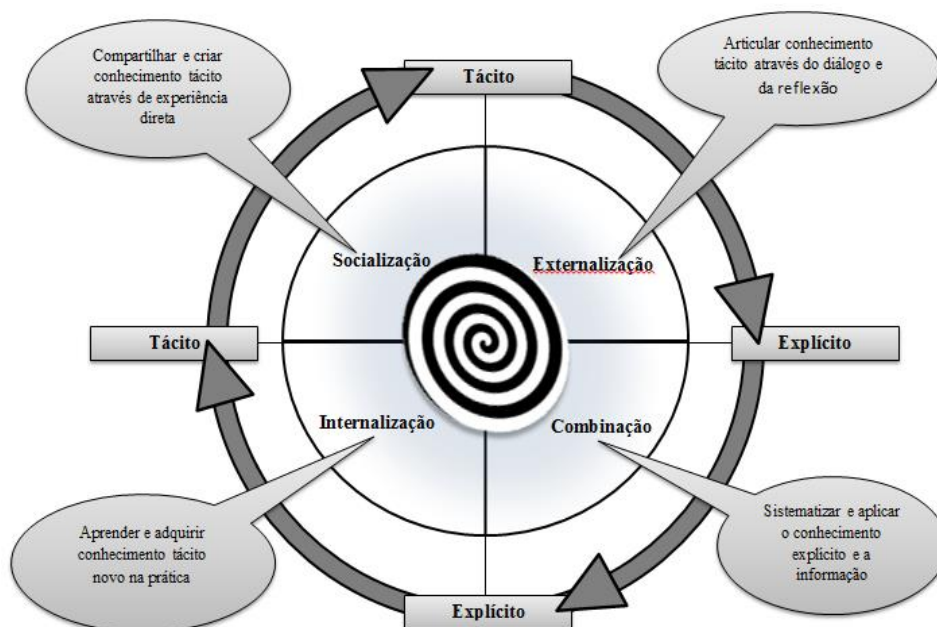 Compartilhar e criar
conhecimento tácito
através de experiência
direta
Tácito
Articular conhecimento
tácito através do diálogo e
da reflexão
Socialização
Externalização
Tácito
Explícito
Internalização
Combinação
Aprender e adquirir
conhecimento tácito
novo na prática
Sistematizar e aplicar
o conhecimento
explícito e a
informação
Explícito